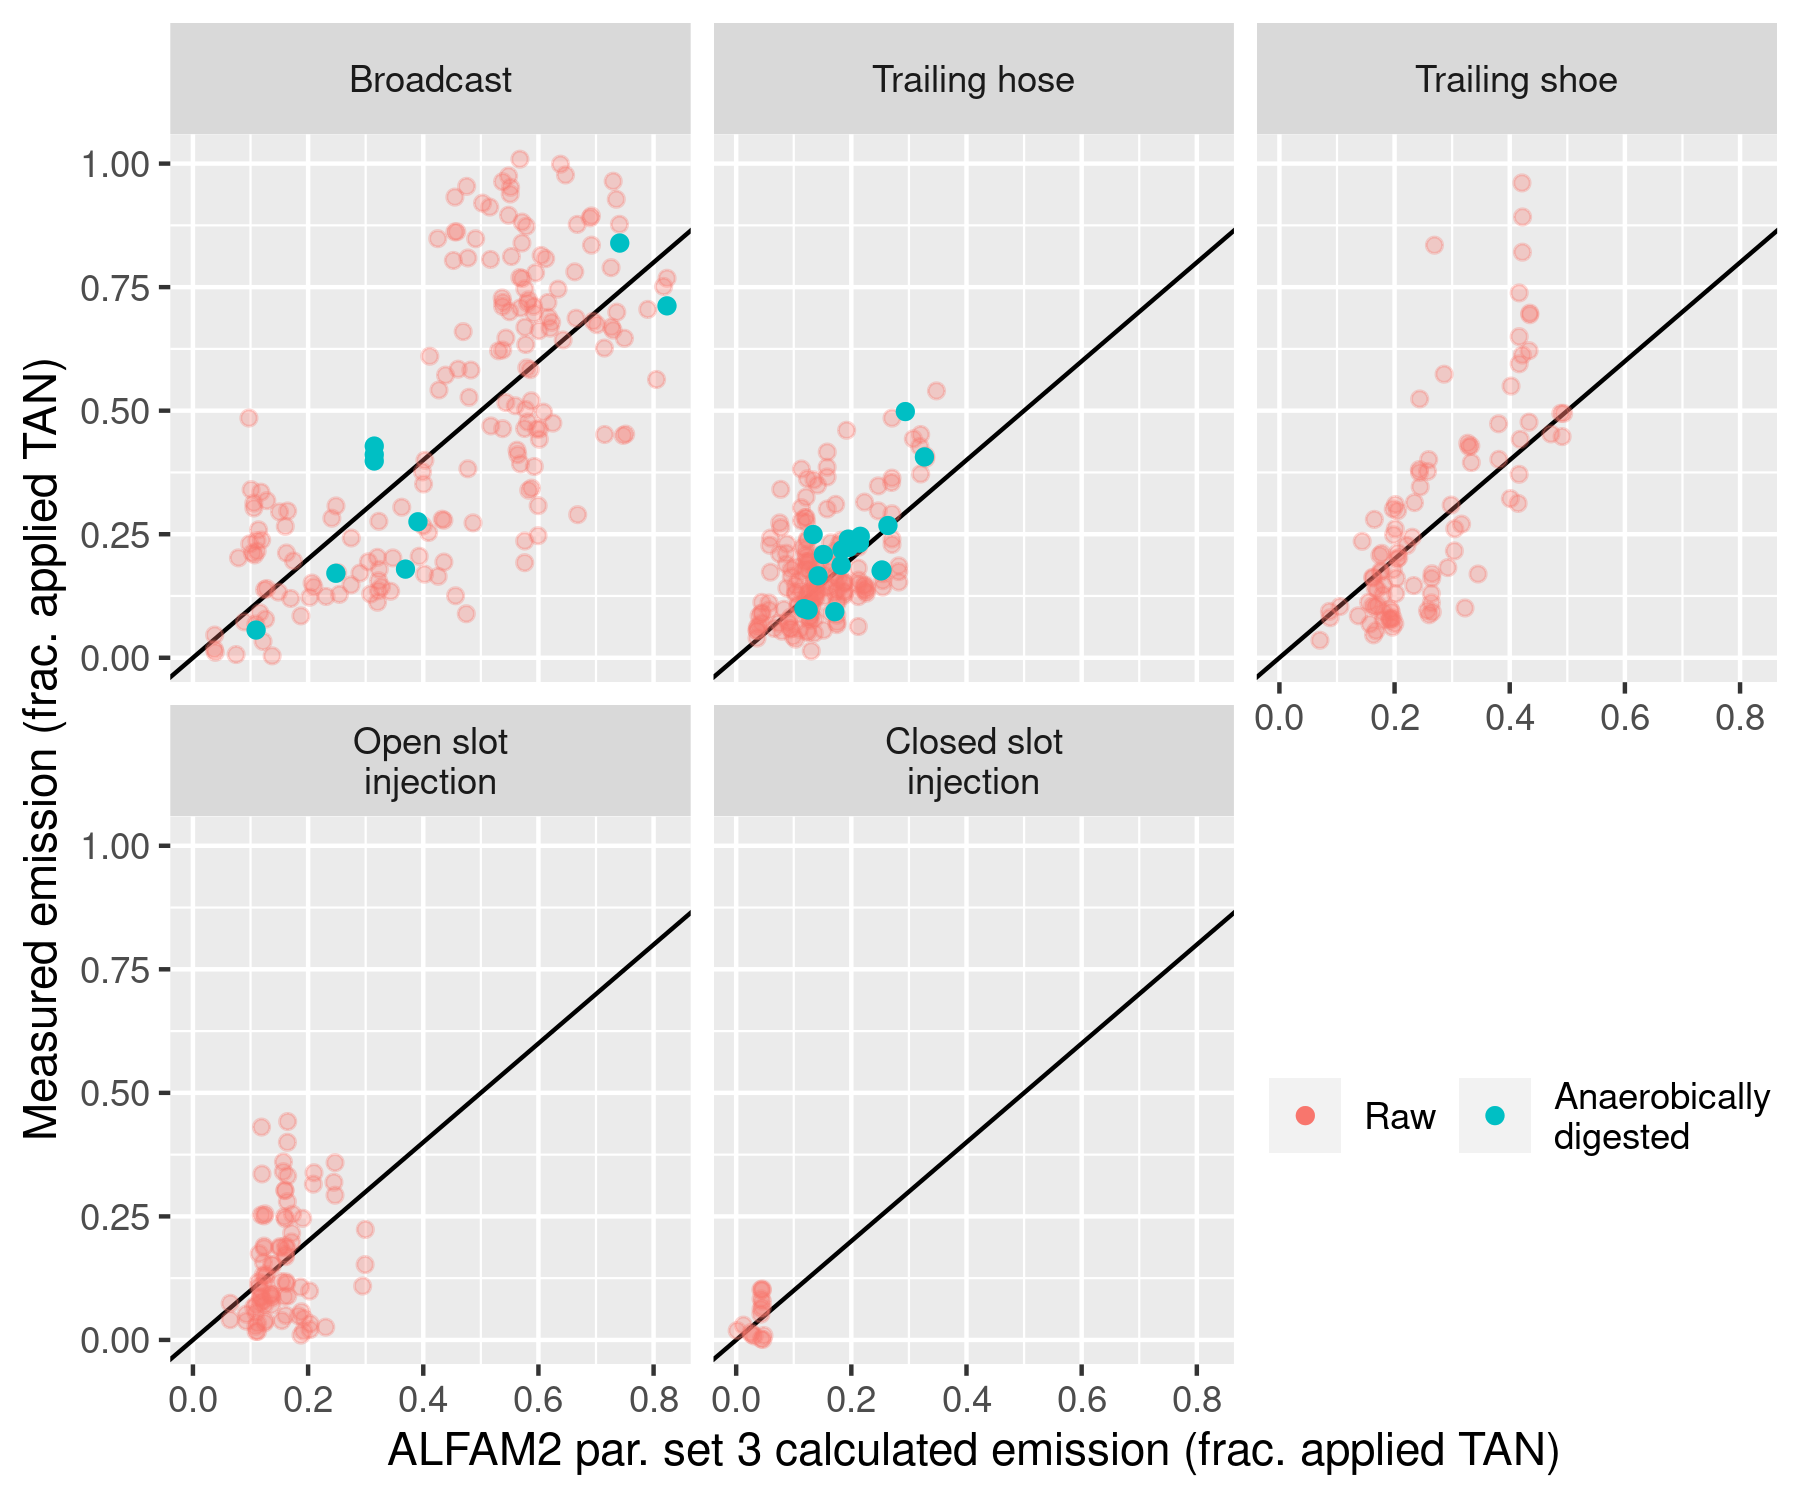 Broadcast
Trailing hose
Trailing shoe
1.00
0.75
0.50
0.25
0.00
0.0 0.2 0.4 0.6 0.8
Open slot
injection
Closed slot
injection
1.00
0.75
0.50
0.25
0.00
0.0 0.2 0.4 0.6 0.8
0.0 0.2 0.4 0.6 0.8
Measured emission (frac. applied TAN)
ALFAM2 par. set 3 calculated emission (frac. applied TAN)
Raw
Anaerobically
digested